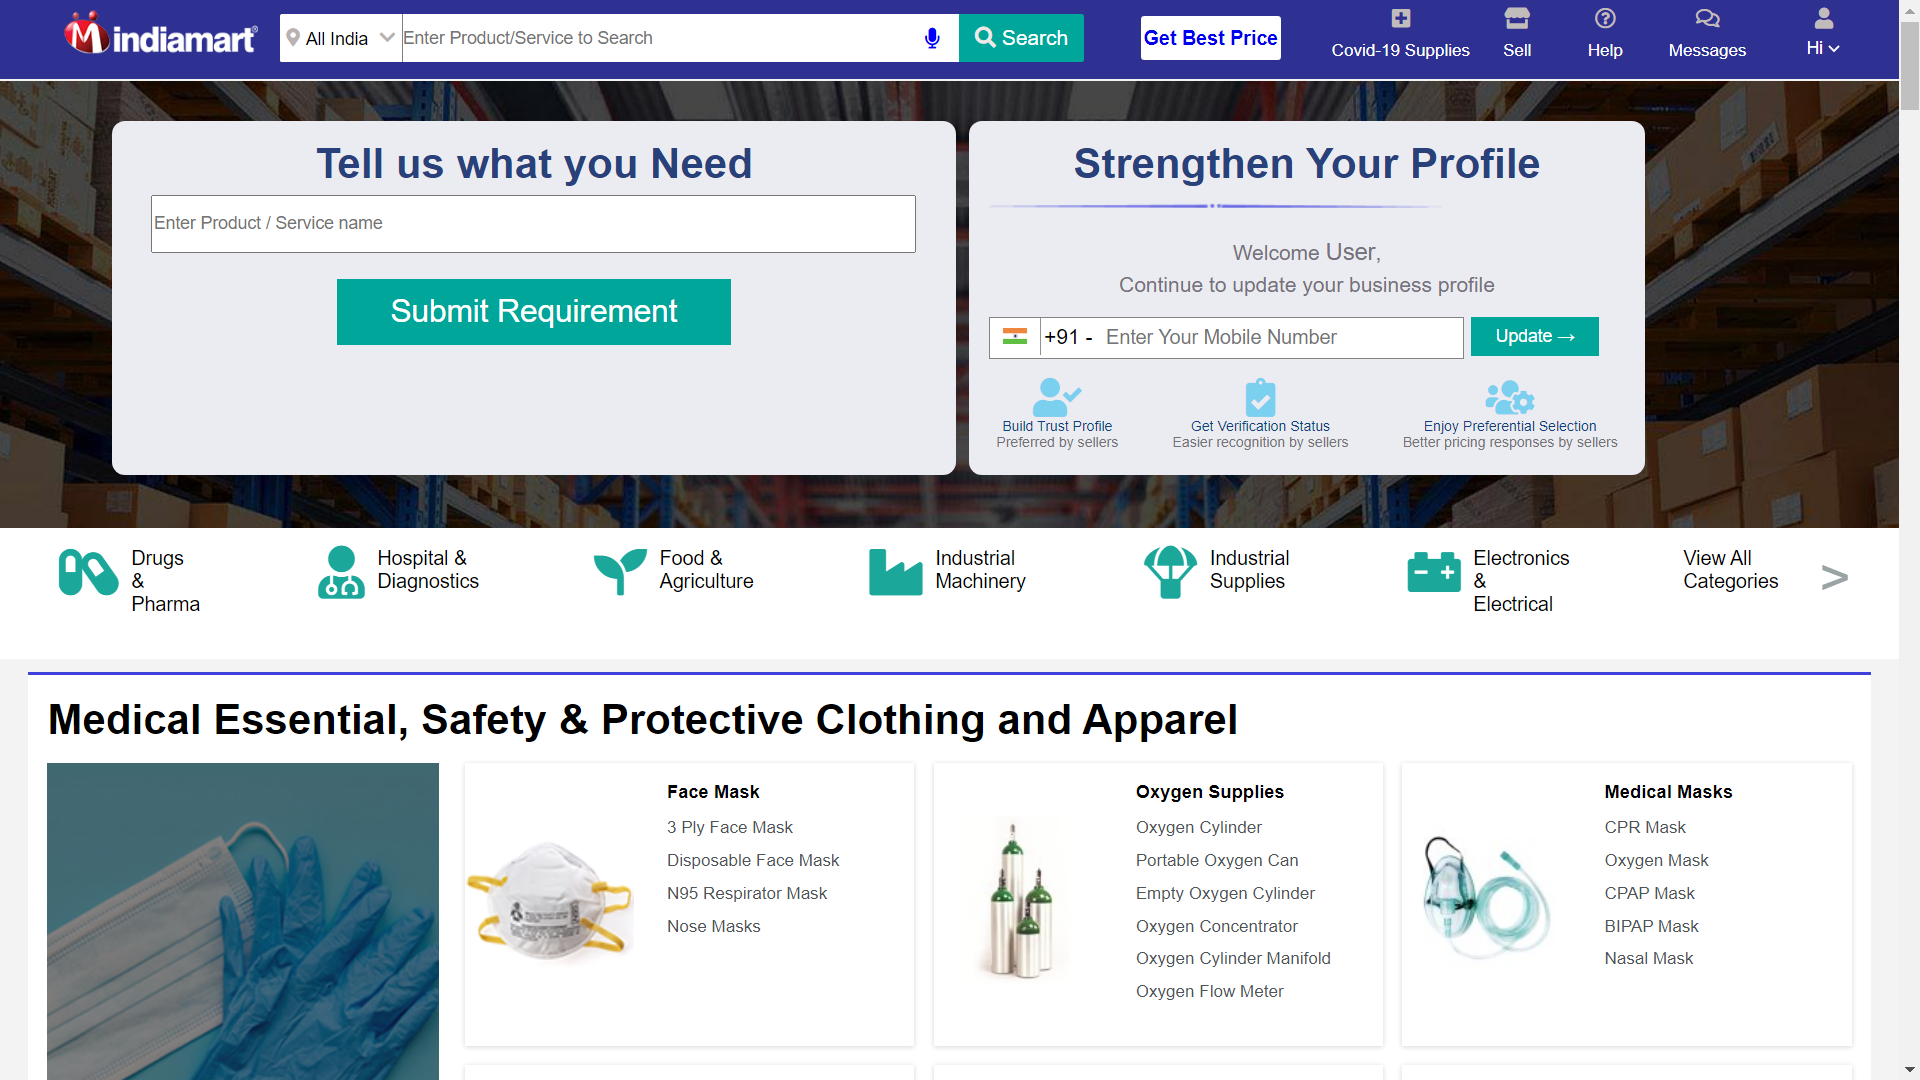 indiamart
All India
Enter Product/Service to Search
Search
Get Best Price
Covid-19 Supplies
Sell
Help
Messages
Hi
Tell us what you Need
Enter Product / Service name
Submit Requirement
Strengthen Your Profile
Welcome User,
Continue to update your business profile
+91 - Enter Your Mobile Number
Update →
Build Trust Profile
Preferred by sellers
Get Verification Status
Easier recognition by sellers
Enjoy Preferential Selection
Better pricing responses by sellers
Drugs
&
Pharma
Hospital &
Diagnostics
Food &
Agriculture
Industrial
Machinery
Industrial
Supplies
Electronics
&
Electrical
View All
Categories
>
Medical Essential, Safety & Protective Clothing and Apparel
Face Mask
3 Ply Face Mask
Disposable Face Mask
N95 Respirator Mask
Nose Masks
Oxygen Supplies
Oxygen Cylinder
Portable Oxygen Can
Empty Oxygen Cylinder
Oxygen Concentrator
Oxygen Cylinder Manifold
Oxygen Flow Meter
Medical Masks
CPR Mask
Oxygen Mask
CPAP Mask
BIPAP Mask
Nasal Mask